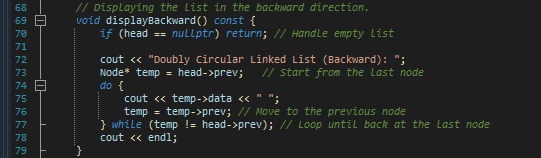 68 // Displaying the list in the backward direction.
69 void displayBackward() const {
70 if (head == nullptr) return; // Handle empty list
71
72 cout << "Doubly Circular Linked List (Backward): ";
73 Node* temp = head->prev; // Start from the last node
74 do {
75 cout << temp->data << " ";
76 temp = temp->prev; // Move to the previous node
77 } while (temp != head->prev); // Loop until back at the last node
78 cout << endl;
79 }